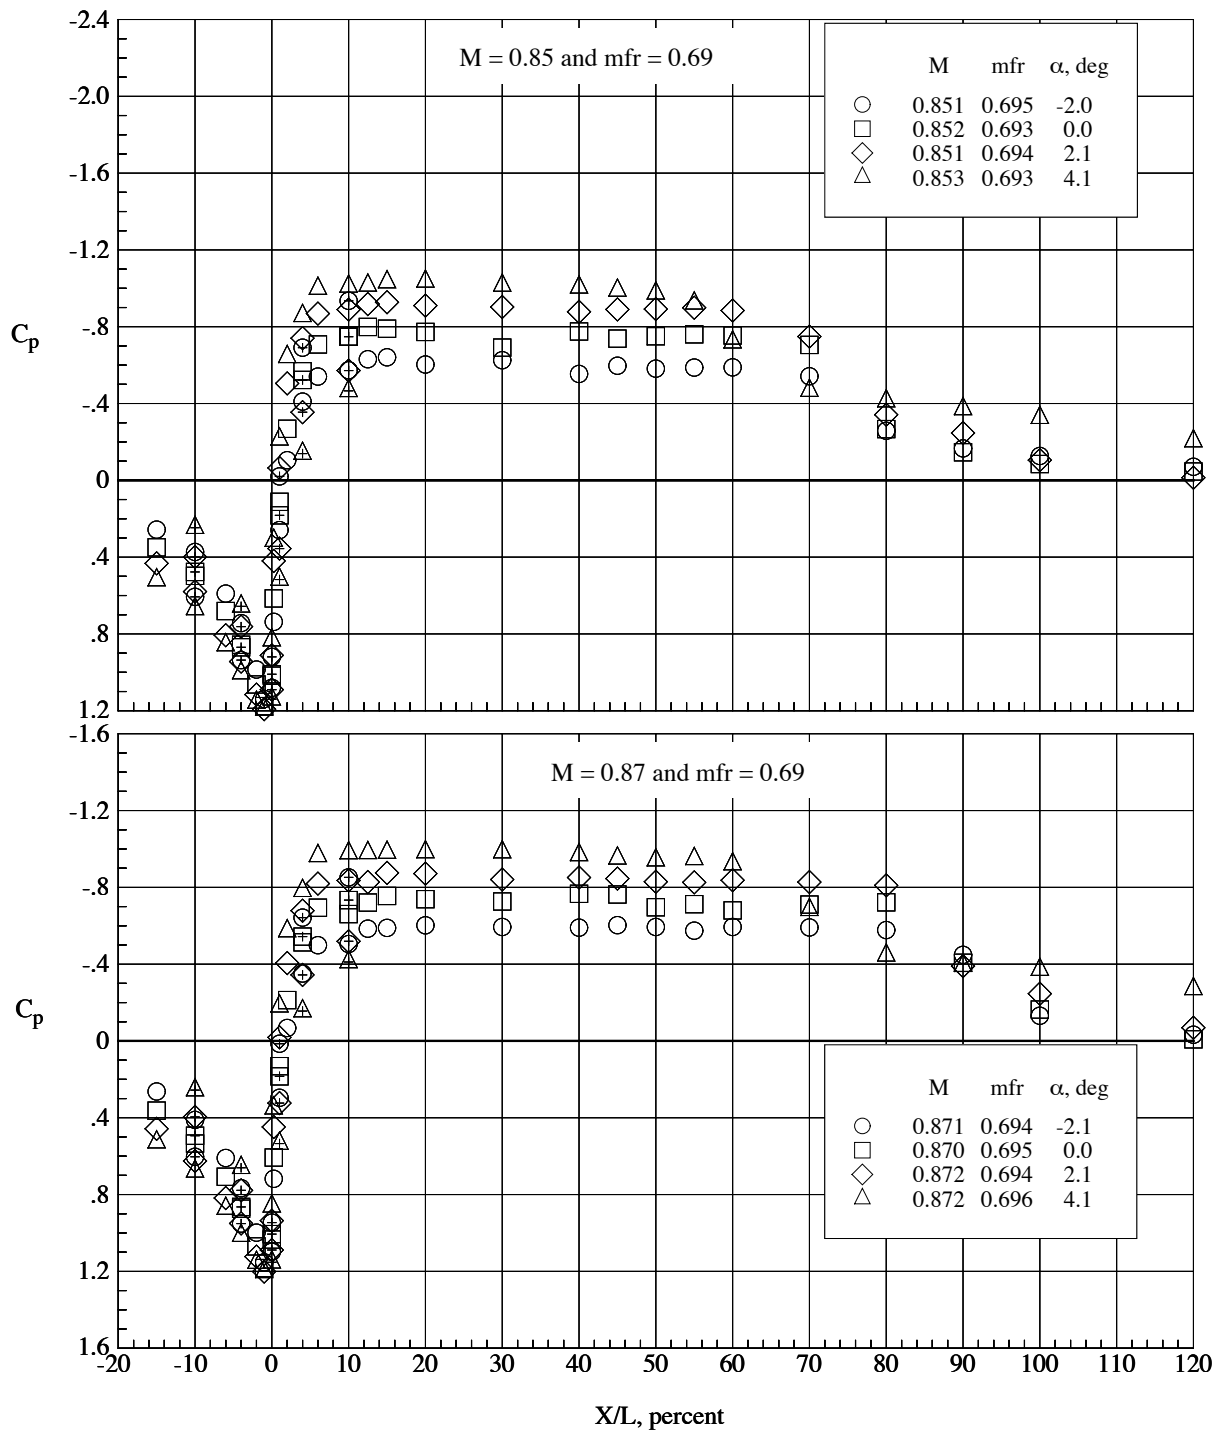 -2.4
M = 0.85 and mfr = 0.69
M mfr α, deg
0.851 0.695 -2.0
0.852 0.693 0.0
0.851 0.694 2.1
0.853 0.693 4.1
-2.0
-1.6
-1.2
-.8
Cp
-.4
0
.4
.8
1.2
-1.6
M = 0.87 and mfr = 0.69
-1.2
-.8
-.4
Cp
0
M mfr α, deg
0.871 0.694 -2.1
0.870 0.695 0.0
0.872 0.694 2.1
0.872 0.696 4.1
.4
.8
1.2
1.6
-20 -10 0 10 20 30 40 50 60 70 80 90 100 110 120
X/L, percent